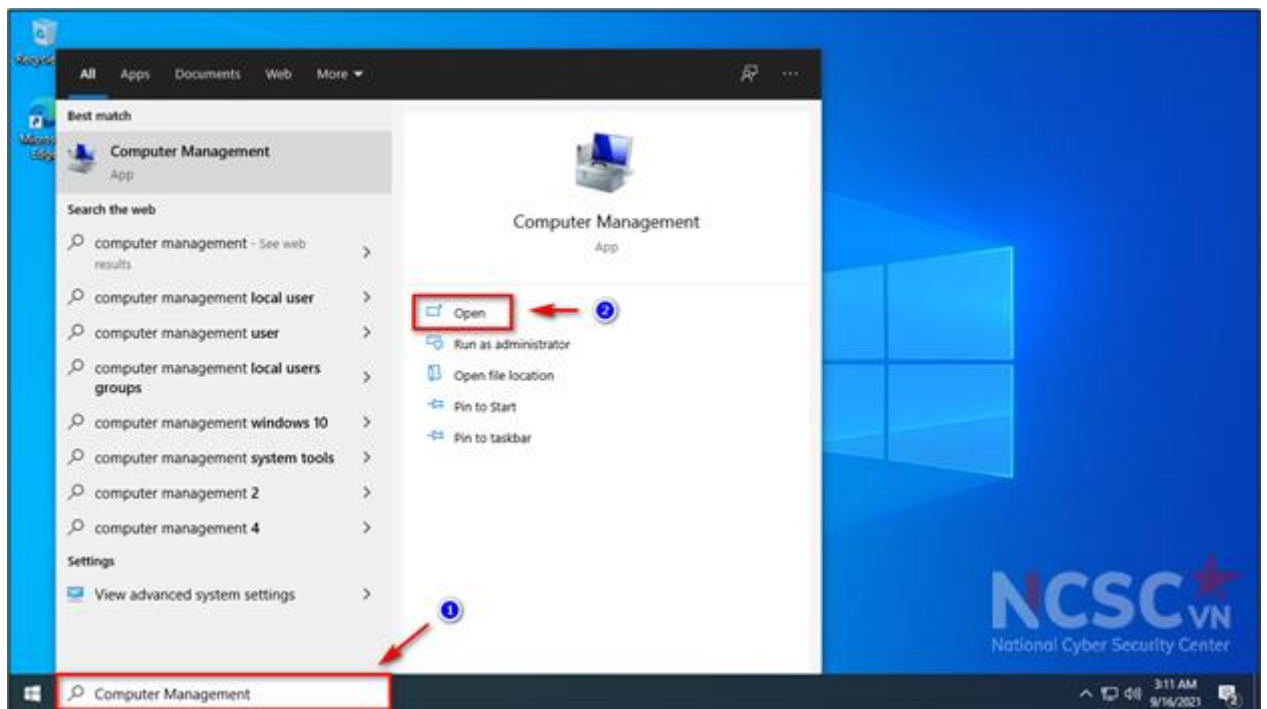 Recycle
Micros
Edge
All Apps Documents Web More
Best match
Computer Management
App
Search the web
computer management - See web
results
computer management local user
computer management user
computer management local users
groups
computer management windows 10
computer management system tools
computer management 2
computer management 4
Settings
View advanced system settings
1
Computer Management
Computer Management
App
Open
2
Run as administrator
Open file location
Pin to Start
Pin to taskbar
NCSC VN
National Cyber Security Center
3:11 AM
9/16/2021
2